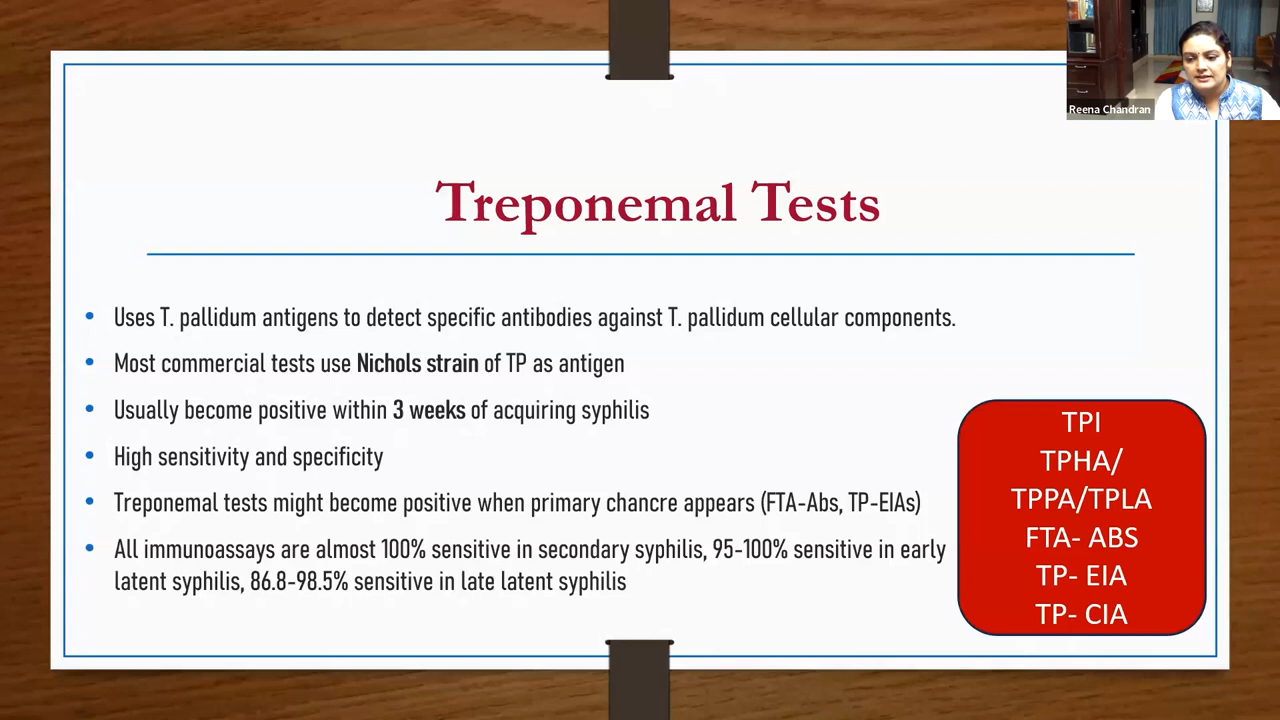 Reena Chandran
Treponemal Tests
• Uses T. pallidum antigens to detect specific antibodies against T. pallidum cellular components.
• Most commercial tests use Nichols strain of TP as antigen
• Usually become positive within 3 weeks of acquiring syphilis
• High sensitivity and specificity
• Treponemal tests might become positive when primary chancre appears (FTA-Abs, TP-EIAs)
• All immunoassays are almost 100% sensitive in secondary syphilis, 95-100% sensitive in early
latent syphilis, 86.8-98.5% sensitive in late latent syphilis
TPI
TPHA/
TPPA/TPLA
FTA- ABS
TP- EIA
TP- CIA